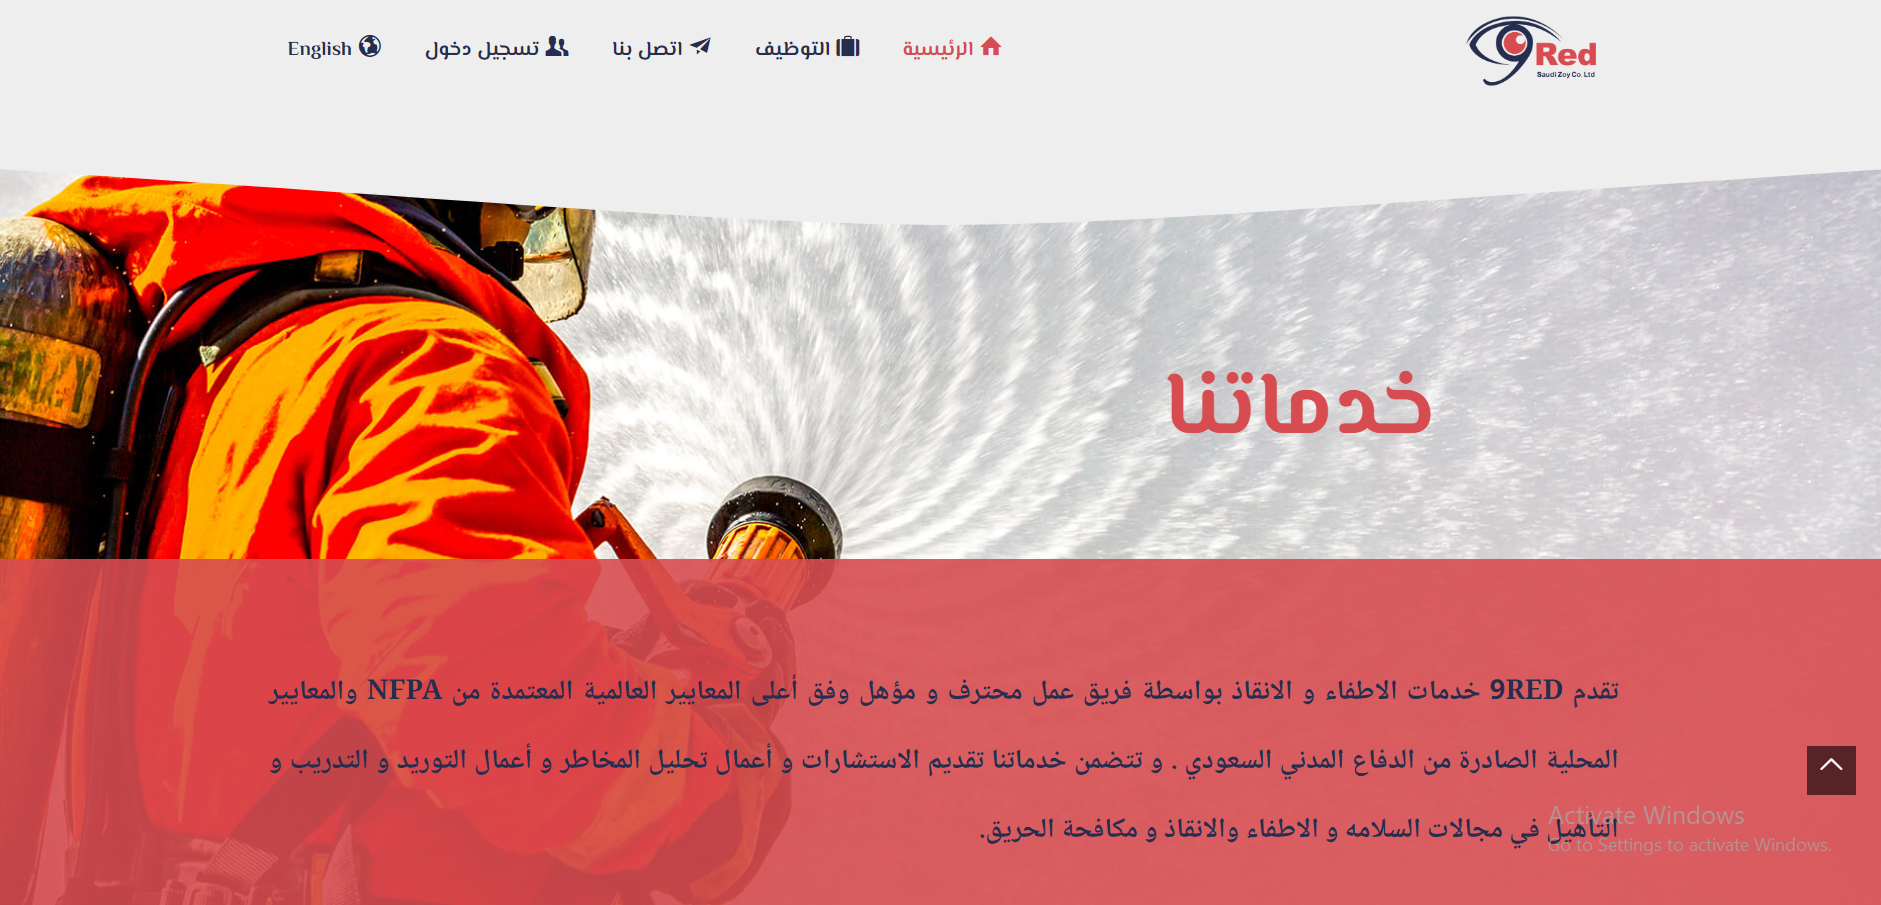 9Red
Saudi Zoy Co. Ltd
الرئيسية
التوظيف
اتصل بنا
تسجيل دخول
English
خدماتنا
تقدم 9RED خدمات الاطفاء و الانقاذ بواسطة فريق عمل محترف و مؤهل وفق أعلى المعايير العالمية المعتمدة من NFPA والمعايير
المحلية الصادرة من الدفاع المدني السعودي . و تتضمن خدماتنا تقديم الاستشارات و أعمال تحليل المخاطر و أعمال التوريد و التدريب و
التأهيل في مجالات السلامه و الاطفاء والانقاذ و مكافحة الحريق.
Activate Windows
Go to Settings to activate Windows.